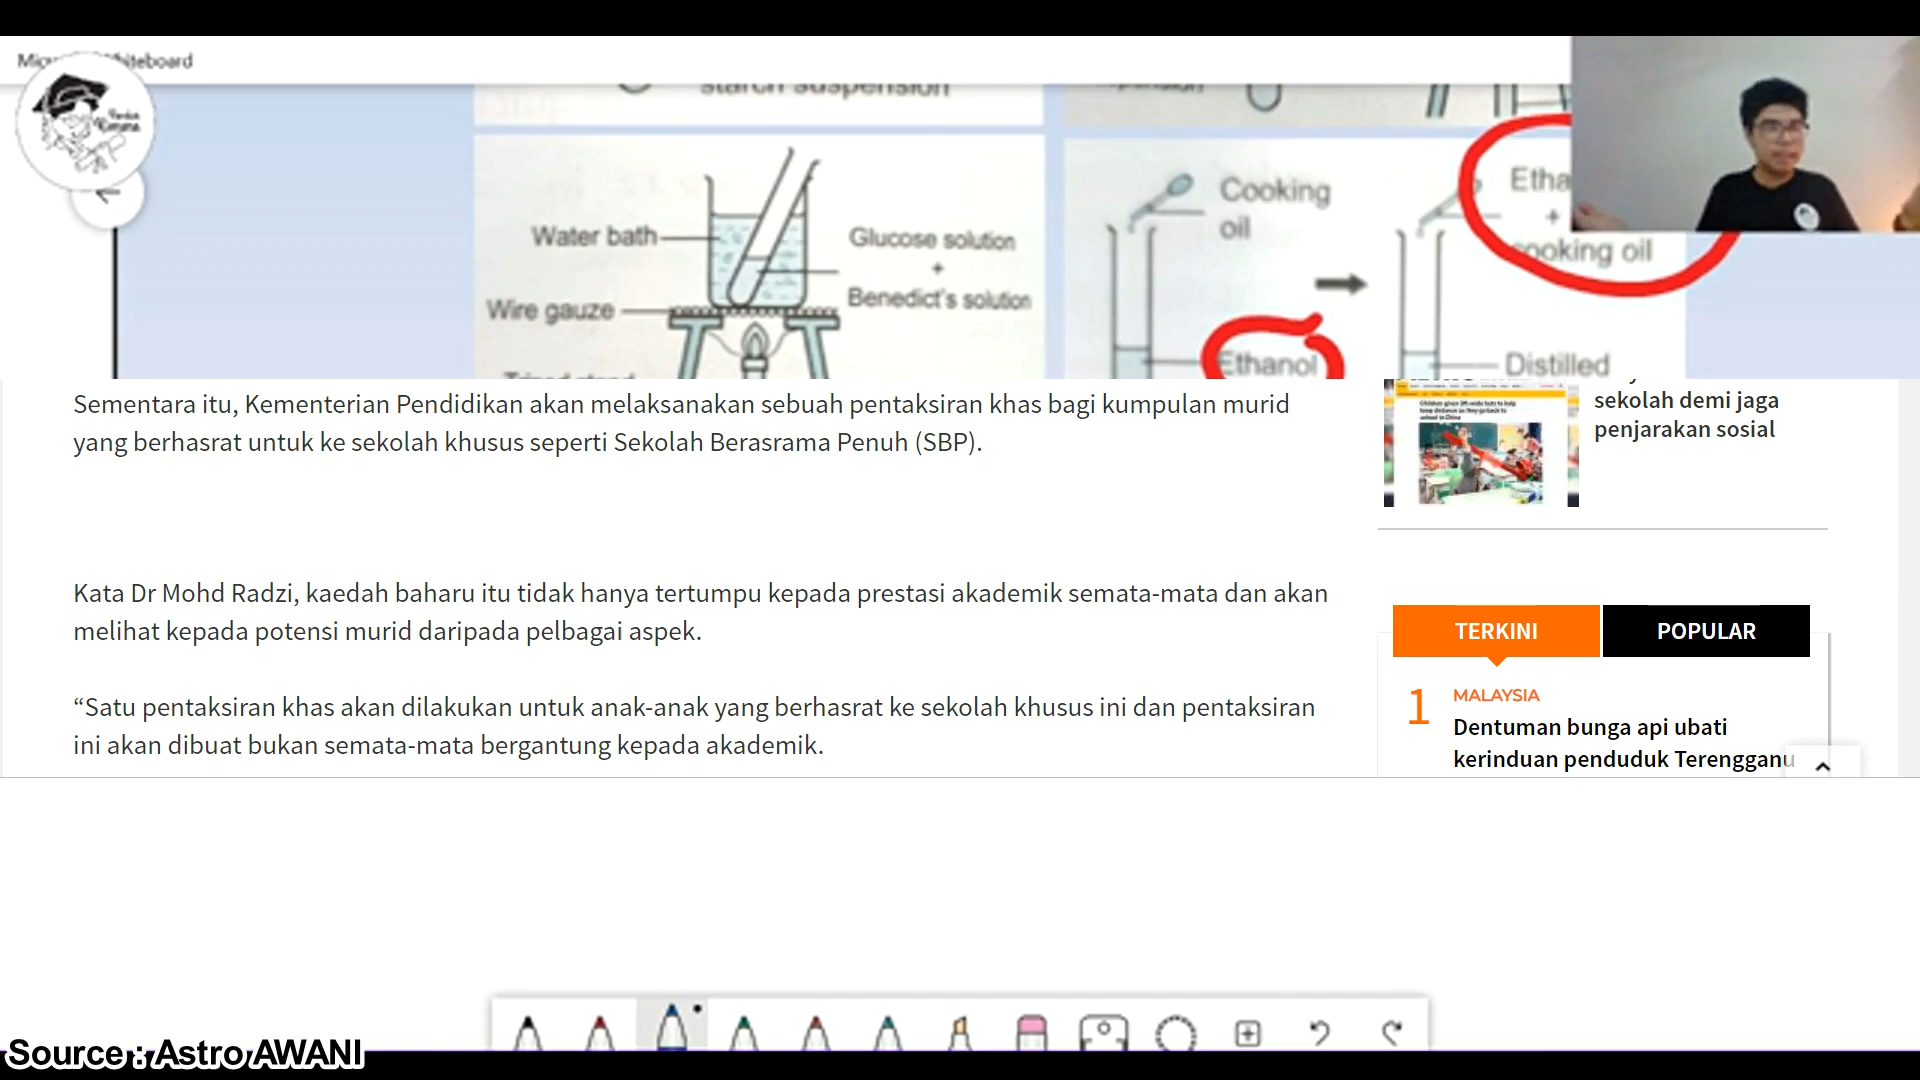 Whiteboard
starch suspension
Water bath
Glucose solution
+
Benedict's solution
Wire gauze
Cooking
oil
Ethanol
+
cooking oil
Distilled
Sementara itu, Kementerian Pendidikan akan melaksanakan sebuah pentaksiran khas bagi kumpulan murid
yang berhasrat untuk ke sekolah khusus seperti Sekolah Berasrama Penuh (SBP).
Kata Dr Mohd Radzi, kaedah baharu itu tidak hanya tertumpu kepada prestasi akademik semata-mata dan akan
melihat kepada potensi murid daripada pelbagai aspek.
“Satu pentaksiran khas akan dilakukan untuk anak-anak yang berhasrat ke sekolah khusus ini dan pentaksiran
ini akan dibuat bukan semata-mata bergantung kepada akademik.
sekolah demi jaga
penjarakan sosial
TERKINI
POPULAR
1
MALAYSIA
Dentuman bunga api ubati
kerinduan penduduk Terengganu
Source : Astro AWANI